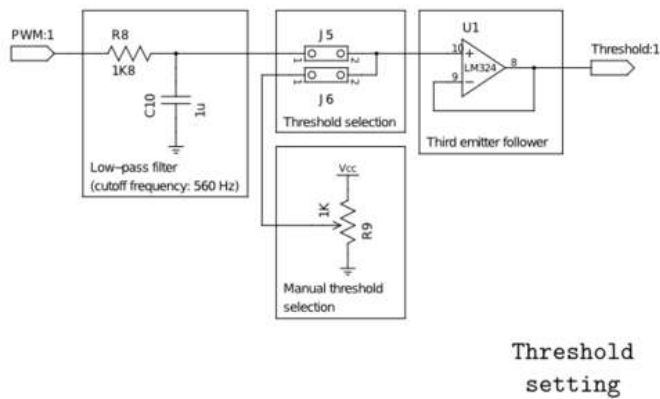 PWM:1
R8
1K8
C10
1u
Low-pass filter
(cutoff frequency: 560 Hz)
J5
1
2
1
2
J6
Threshold selection
U1
10
+
LM324
8
9
−
Third emitter follower
Threshold:1
Vcc
1K
R9
Manual threshold
selection
Threshold
setting